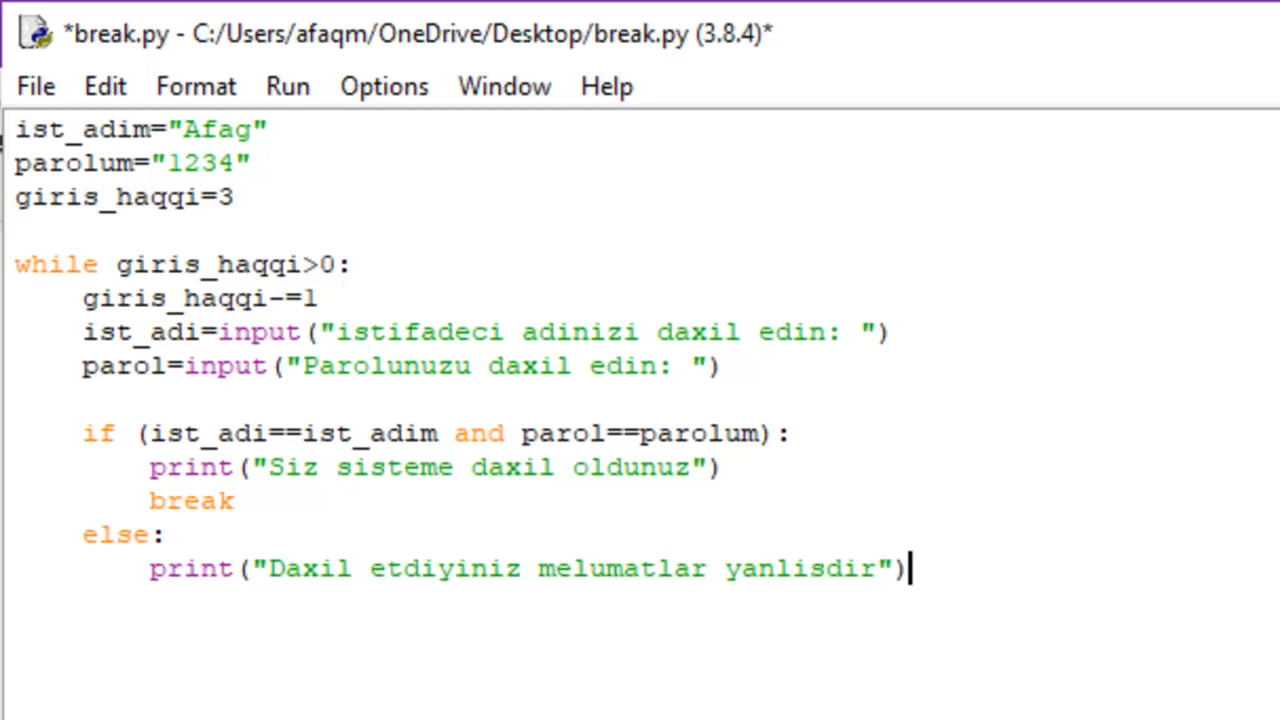 *break.py - C:/Users/afaqm/OneDrive/Desktop/break.py (3.8.4)*
File Edit Format Run Options Window Help
ist_adim="Afag"
parolum="1234"
giris_haqqi=3
while giris_haqqi>0:
    giris_haqqi-=1
    ist_adi=input("istifadeci adinizi daxil edin: ")
    parol=input("Parolunuzu daxil edin: ")
    if (ist_adi==ist_adim and parol==parolum):
        print("Siz sisteme daxil oldunuz")
        break
    else:
        print("Daxil etdiyiniz melumatlar yanlisdir")